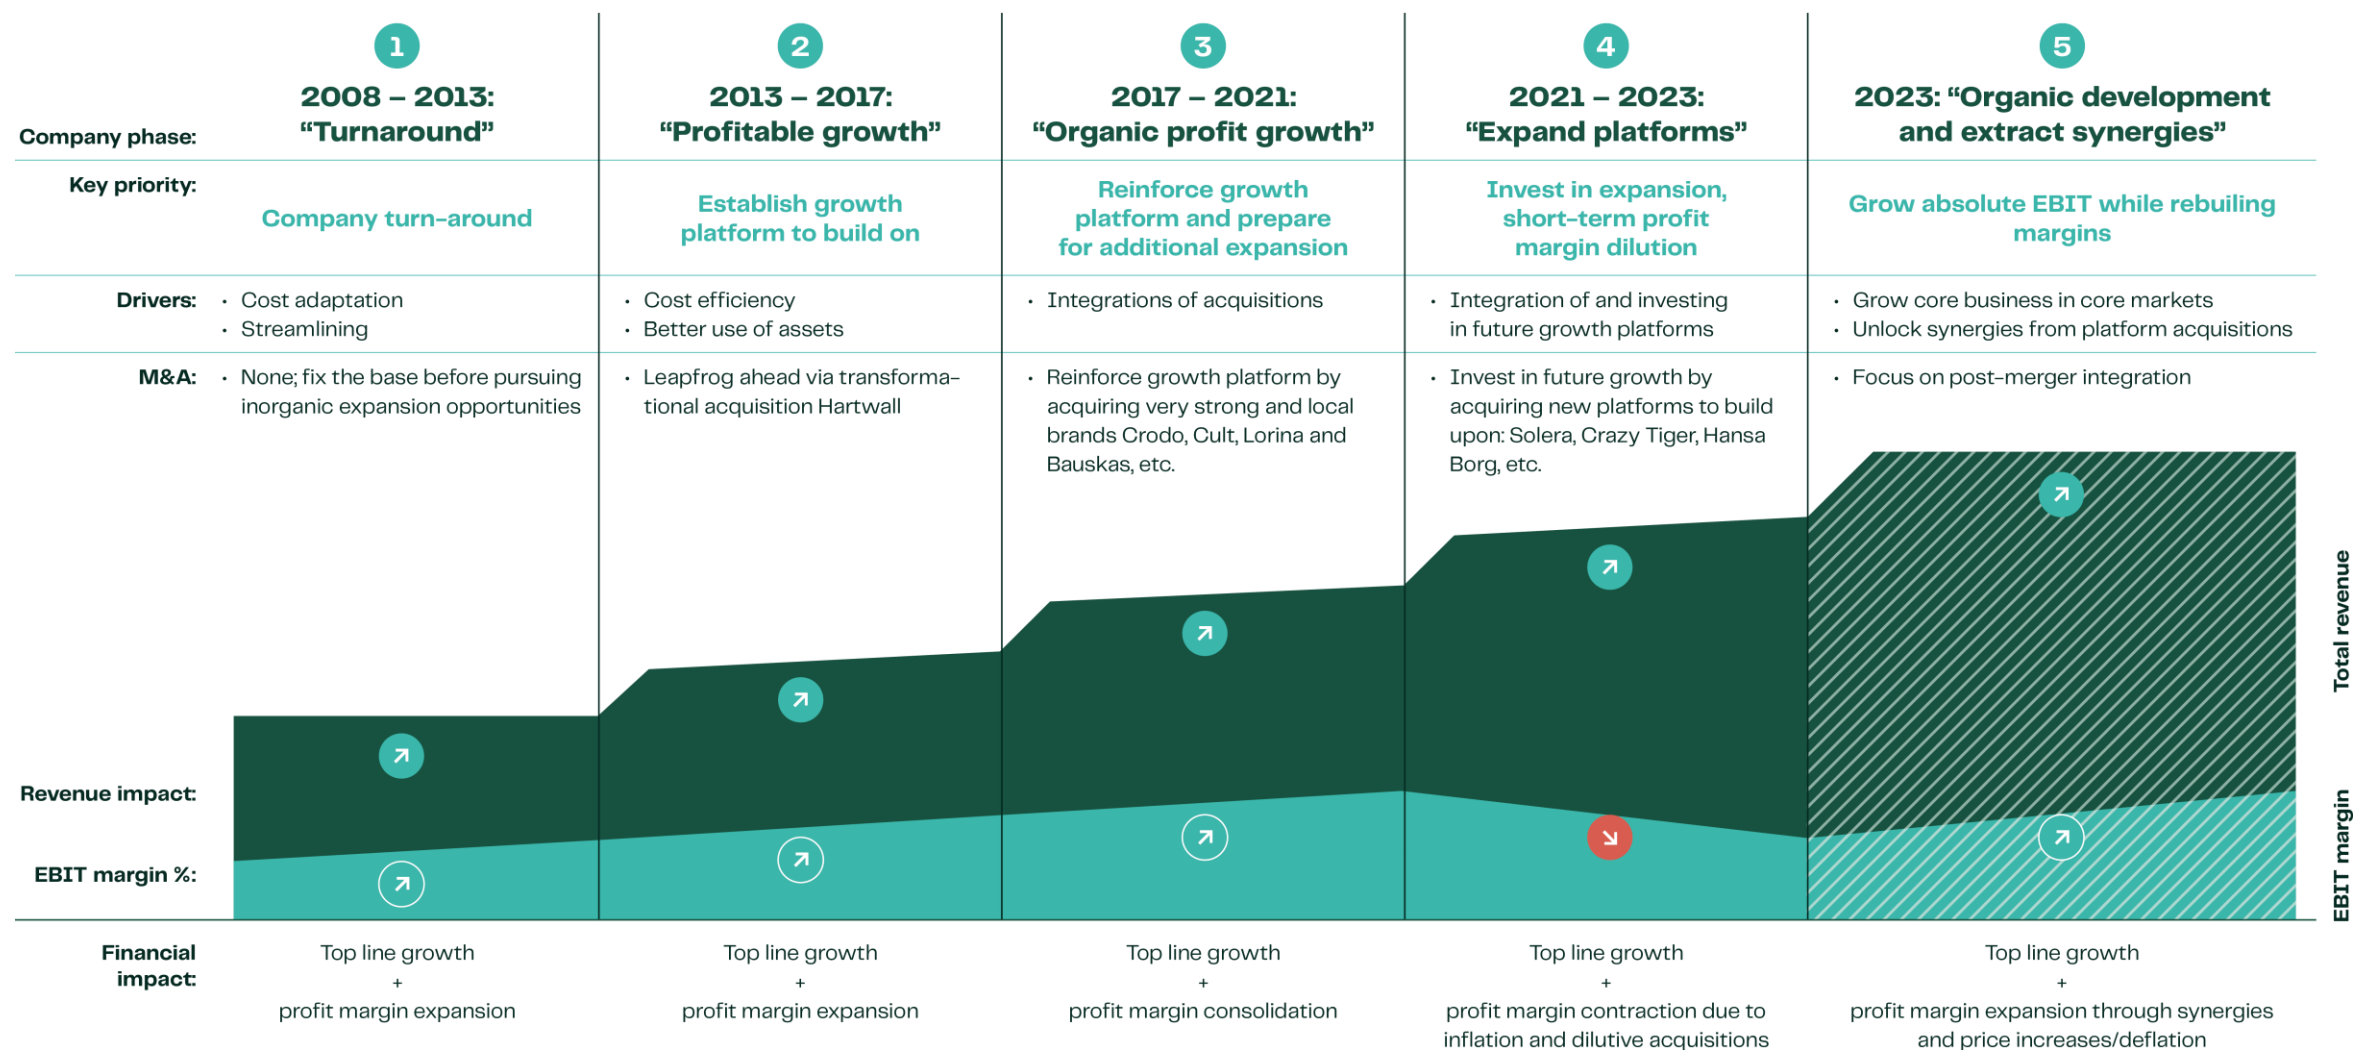 1
2
3
4
5
Company phase:
2008 – 2013:
“Turnaround”
2013 – 2017:
“Profitable growth”
2017 – 2021:
“Organic profit growth”
2021 – 2023:
“Expand platforms”
2023: “Organic development
and extract synergies”
Key priority:
Company turn-around
Establish growth
platform to build on
Reinforce growth
platform and prepare
for additional expansion
Invest in expansion,
short-term profit
margin dilution
Grow absolute EBIT while rebuiling
margins
Drivers:
• Cost adaptation
• Streamlining
• Cost efficiency
• Better use of assets
• Integrations of acquisitions
• Integration of and investing
in future growth platforms
• Grow core business in core markets
• Unlock synergies from platform acquisitions
M&A:
• None; fix the base before pursuing
inorganic expansion opportunities
• Leapfrog ahead via transforma-
tional acquisition Hartwall
• Reinforce growth platform by
acquiring very strong and local
brands Crodo, Cult, Lorina and
Bauskas, etc.
• Invest in future growth by
acquiring new platforms to build
upon: Solera, Crazy Tiger, Hansa
Borg, etc.
• Focus on post-merger integration
Revenue impact:
EBIT margin %:
Total revenue
EBIT margin
Financial
impact:
Top line growth
+
profit margin expansion
Top line growth
+
profit margin expansion
Top line growth
+
profit margin consolidation
Top line growth
+
profit margin contraction due to
inflation and dilutive acquisitions
Top line growth
+
profit margin expansion through synergies
and price increases/deflation